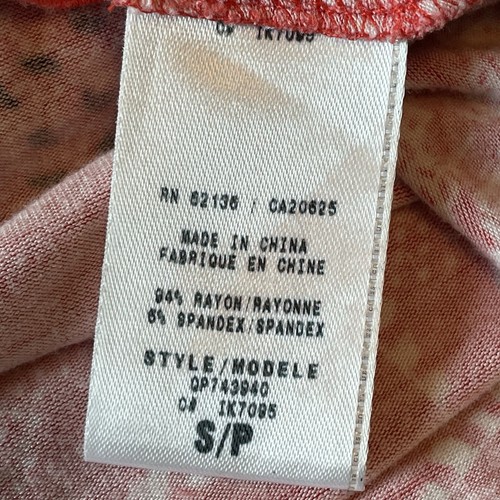 C# IK7095
RN 62136 / CA20625
MADE IN CHINA
FABRIQUE EN CHINE
94% RAYON/RAYONNE
6% SPANDEX/SPANDEX
STYLE/MODELE
QP743940
C# IK7095
S/P